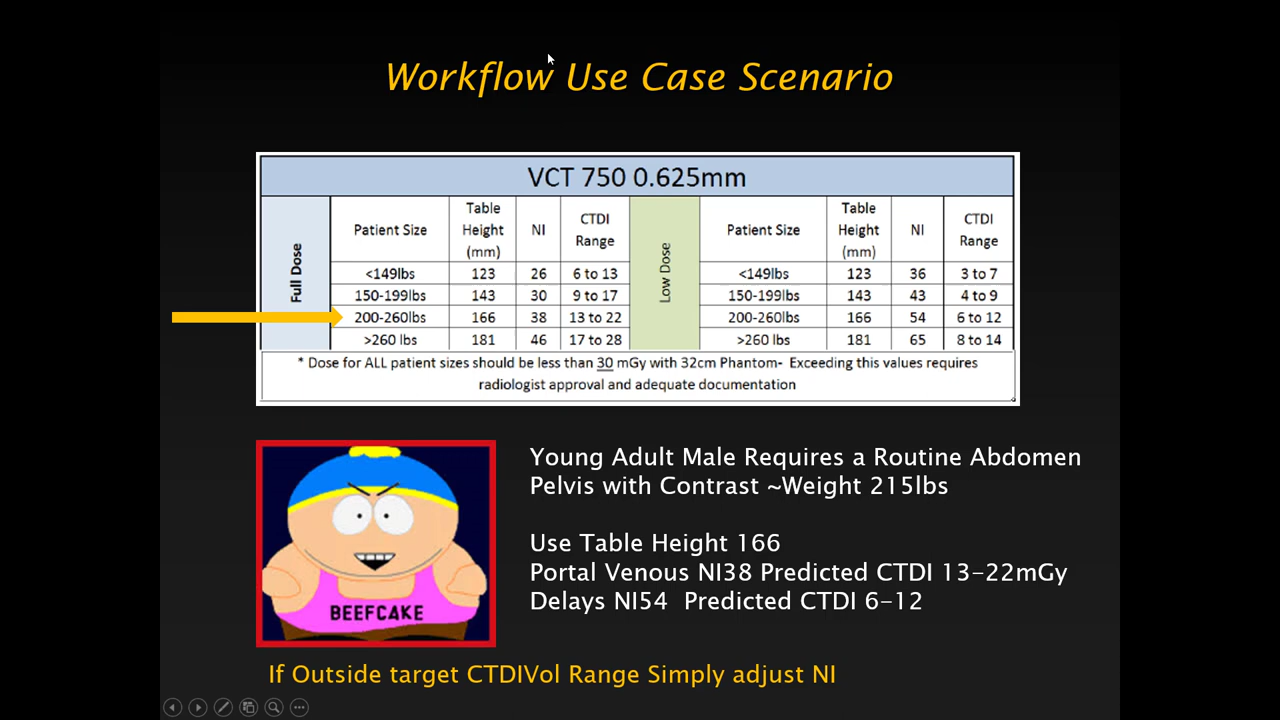 Workflow Use Case Scenario
VCT 750 0.625mm
Full Dose
Patient Size Table Height (mm) NI CTDI Range
<149lbs 123 26 6 to 13
150-199lbs 143 30 9 to 17
200-260lbs 166 38 13 to 22
>260 lbs 181 46 17 to 28
Low Dose
Patient Size Table Height (mm) NI CTDI Range
<149lbs 123 36 3 to 7
150-199lbs 143 43 4 to 9
200-260lbs 166 54 6 to 12
>260 lbs 181 65 8 to 14
* Dose for ALL patient sizes should be less than 30 mGy with 32cm Phantom- Exceeding this values requires
radiologist approval and adequate documentation
BEEFCAKE
Young Adult Male Requires a Routine Abdomen
Pelvis with Contrast ~Weight 215lbs
Use Table Height 166
Portal Venous NI38 Predicted CTDI 13-22mGy
Delays NI54 Predicted CTDI 6-12
If Outside target CTDIVol Range Simply adjust NI